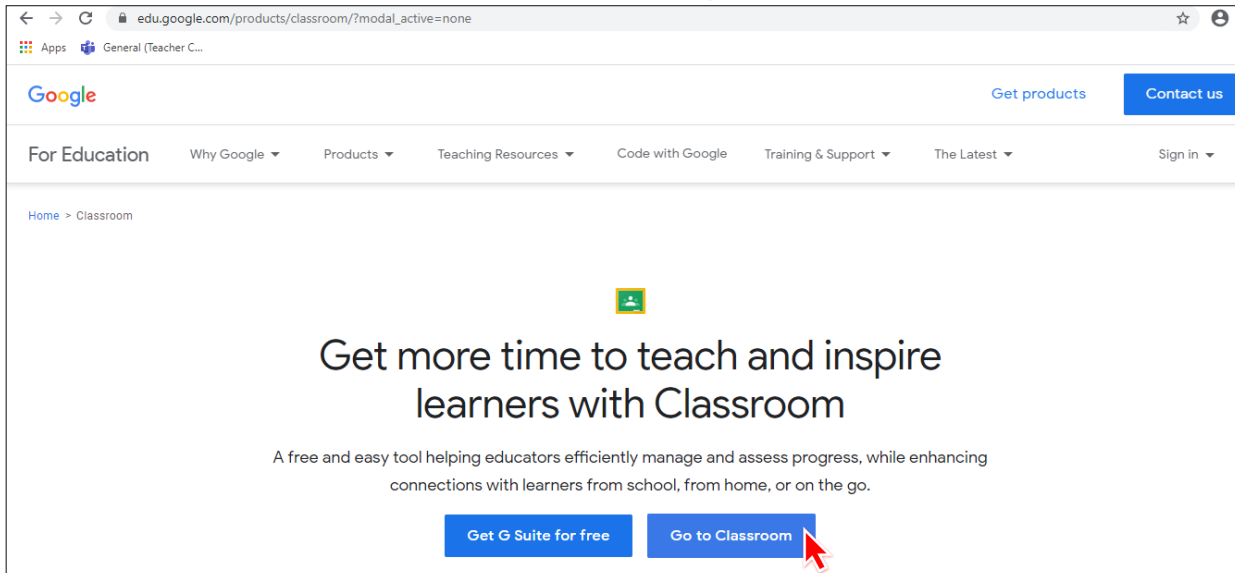 edu.google.com/products/classroom/?modal_active=none
Apps General (Teacher C...
Google Get products Contact us
For Education Why Google Products Teaching Resources Code with Google Training & Support The Latest Sign in
Home > Classroom
Get more time to teach and inspire
learners with Classroom
A free and easy tool helping educators efficiently manage and assess progress, while enhancing
connections with learners from school, from home, or on the go.
Get G Suite for free Go to Classroom